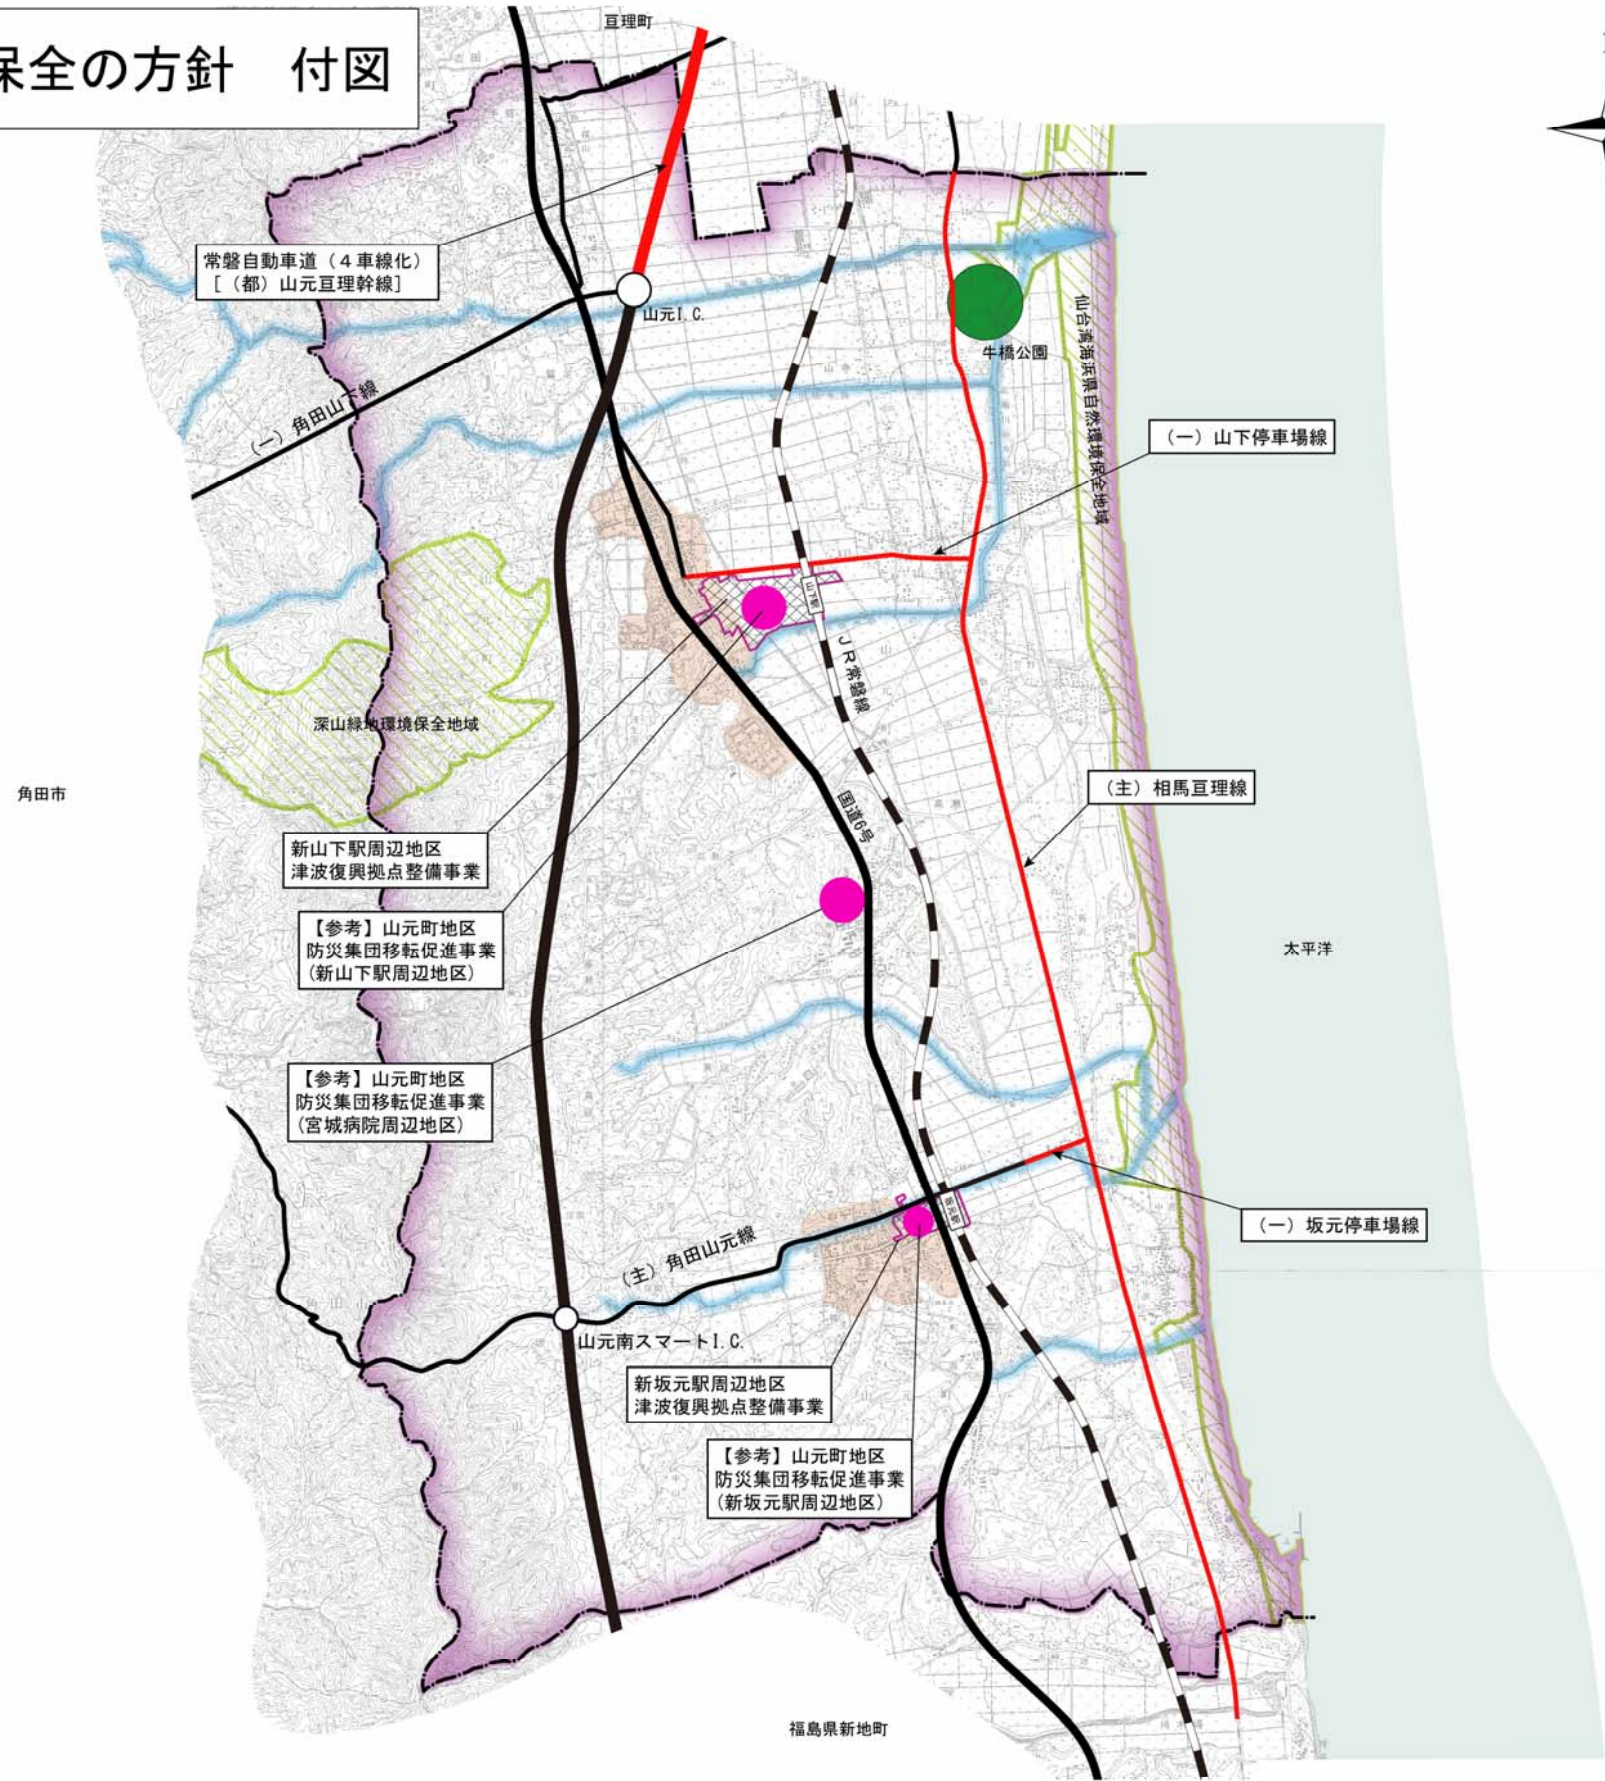 保全の方針　付図
亘理町
常磐自動車道（４車線化）
［（都）山元亘理幹線］
山元I.C.
牛橋公園
仙台湾海浜県自然環境保全地域
（一）角田山下線
（一）山下停車場線
山下駅
ＪＲ常磐線
深山緑地環境保全地域
角田市
（主）相馬亘理線
国道6号
新山下駅周辺地区
津波復興拠点整備事業
【参考】山元町地区
防災集団移転促進事業
(新山下駅周辺地区)
太平洋
【参考】山元町地区
防災集団移転促進事業
(宮城病院周辺地区)
坂元駅
（一）坂元停車場線
（主）角田山元線
山元南スマートI.C.
新坂元駅周辺地区
津波復興拠点整備事業
【参考】山元町地区
防災集団移転促進事業
(新坂元駅周辺地区)
福島県新地町